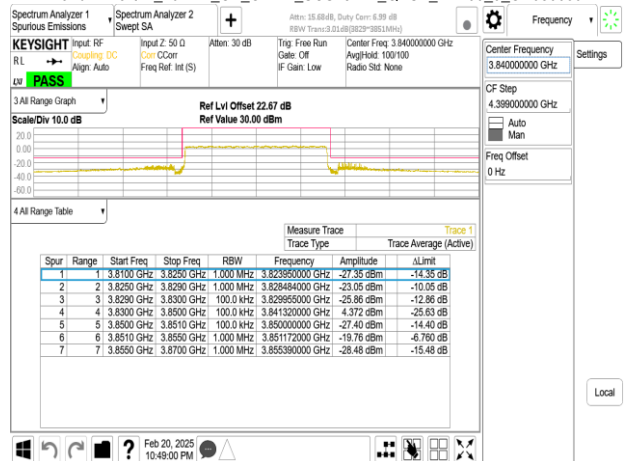 Spectrum Analyzer 1
Spurious Emissions
Spectrum Analyzer 2
Swept SA
+
Attn: 15.68dB, Duty Corr: 6.99 dB
RBW Trans:3.01dB(3829~3851MHz)
Frequency
KEYSIGHT
RL
LXI PASS
Input: RF
Coupling: DC
Align: Auto
Input Z: 50 Ω
Corr CCorr
Freq Ref: Int (S)
Atten: 30 dB
Trig: Free Run
Gate: Off
IF Gain: Low
Center Freq: 3.840000000 GHz
Avg|Hold: 100/100
Radio Std: None
Center Frequency
3.840000000 GHz
Settings
CF Step
4.399000000 GHz
Auto
Man
Freq Offset
0 Hz
3 All Range Graph
Scale/Div 10.0 dB
Ref Lvl Offset 22.67 dB
Ref Value 30.00 dBm
20.0
0.00
-20.0
-40.0
-60.0
4 All Range Table
Measure Trace Trace 1
Trace Type Trace Average (Active)
Spur Range Start Freq Stop Freq RBW Frequency Amplitude ΔLimit
1 1 3.8100 GHz 3.8250 GHz 1.000 MHz 3.823950000 GHz -27.35 dBm -14.35 dB
2 2 3.8250 GHz 3.8290 GHz 1.000 MHz 3.828484000 GHz -23.05 dBm -10.05 dB
3 3 3.8290 GHz 3.8300 GHz 100.0 kHz 3.829955000 GHz -25.86 dBm -12.86 dB
4 4 3.8300 GHz 3.8500 GHz 100.0 kHz 3.841320000 GHz 4.372 dBm -25.63 dB
5 5 3.8500 GHz 3.8510 GHz 100.0 kHz 3.850000000 GHz -27.40 dBm -14.40 dB
6 6 3.8510 GHz 3.8550 GHz 1.000 MHz 3.851172000 GHz -19.76 dBm -6.760 dB
7 7 3.8550 GHz 3.8700 GHz 1.000 MHz 3.855390000 GHz -28.48 dBm -15.48 dB
Local
?
Feb 20, 2025
10:49:00 PM